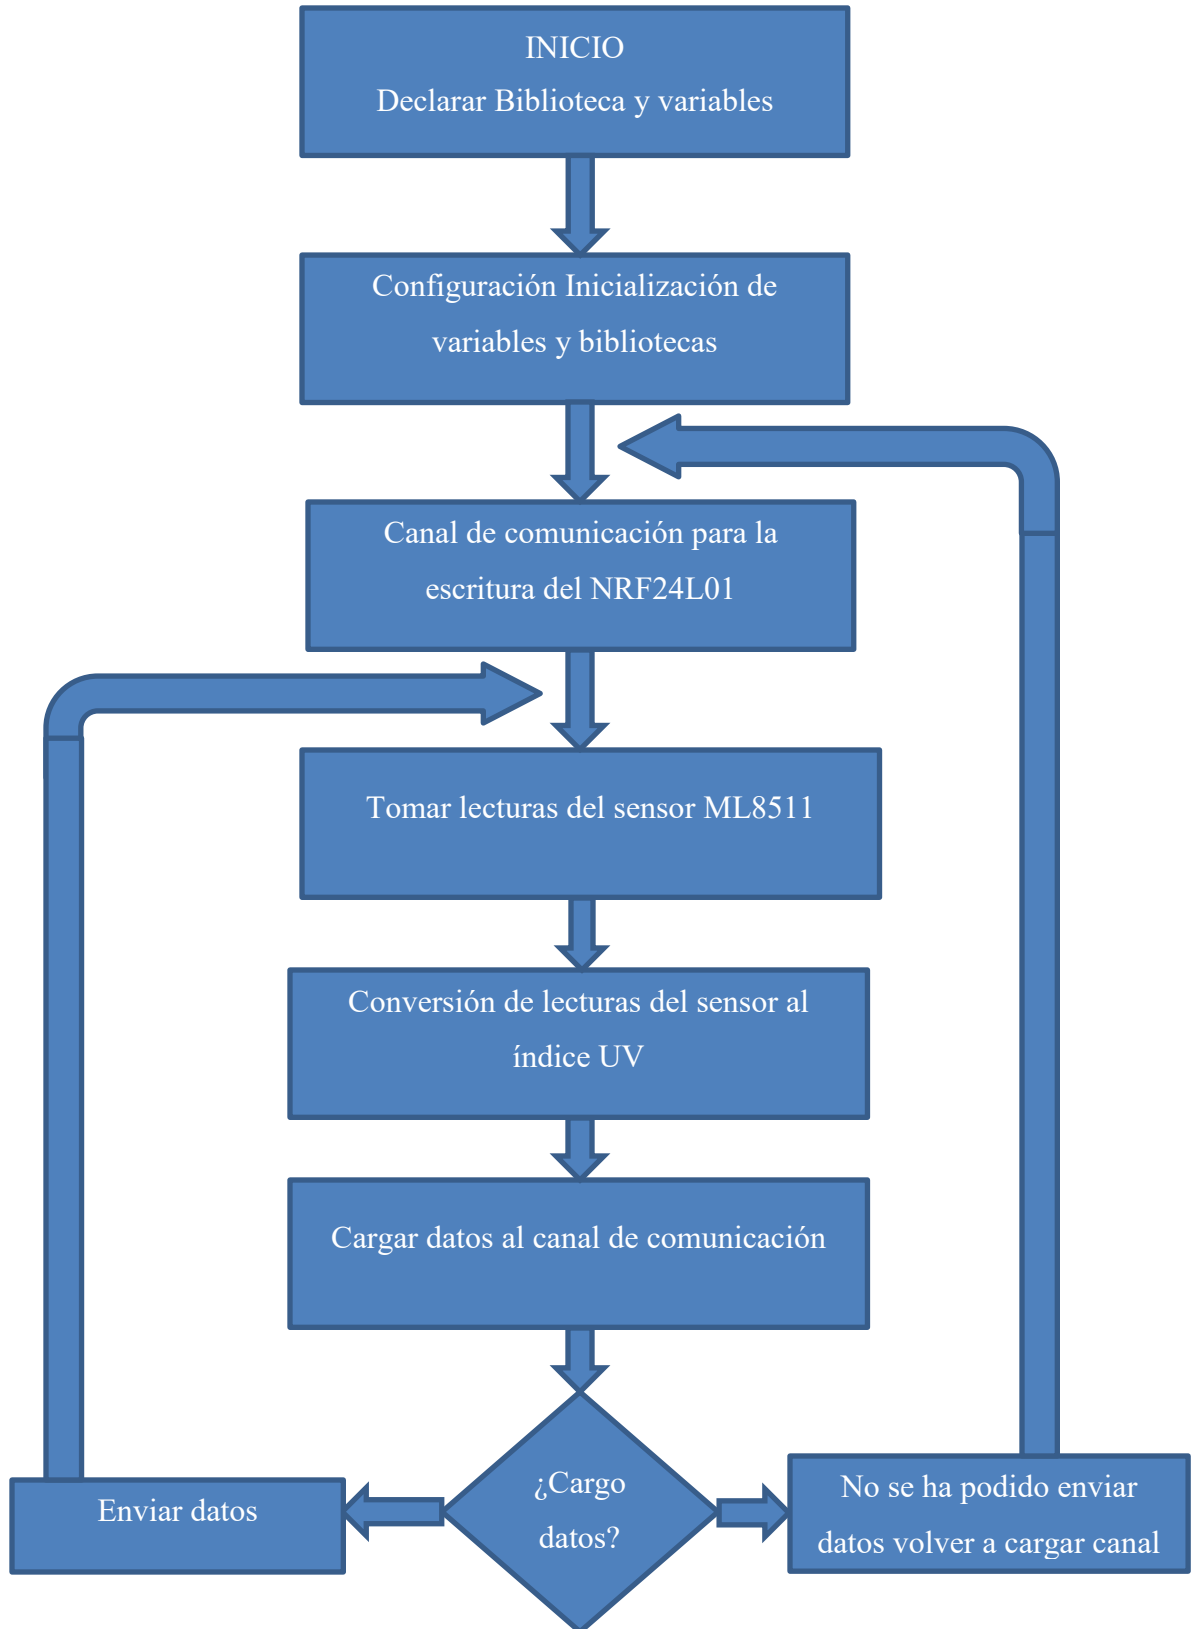 INICIO
Declarar Biblioteca y variables
Configuración Inicialización de
variables y bibliotecas
Canal de comunicación para la
escritura del NRF24L01
Tomar lecturas del sensor ML8511
Conversión de lecturas del sensor al
índice UV
Cargar datos al canal de comunicación
¿Cargo
datos?
Enviar datos
No se ha podido enviar
datos volver a cargar canal